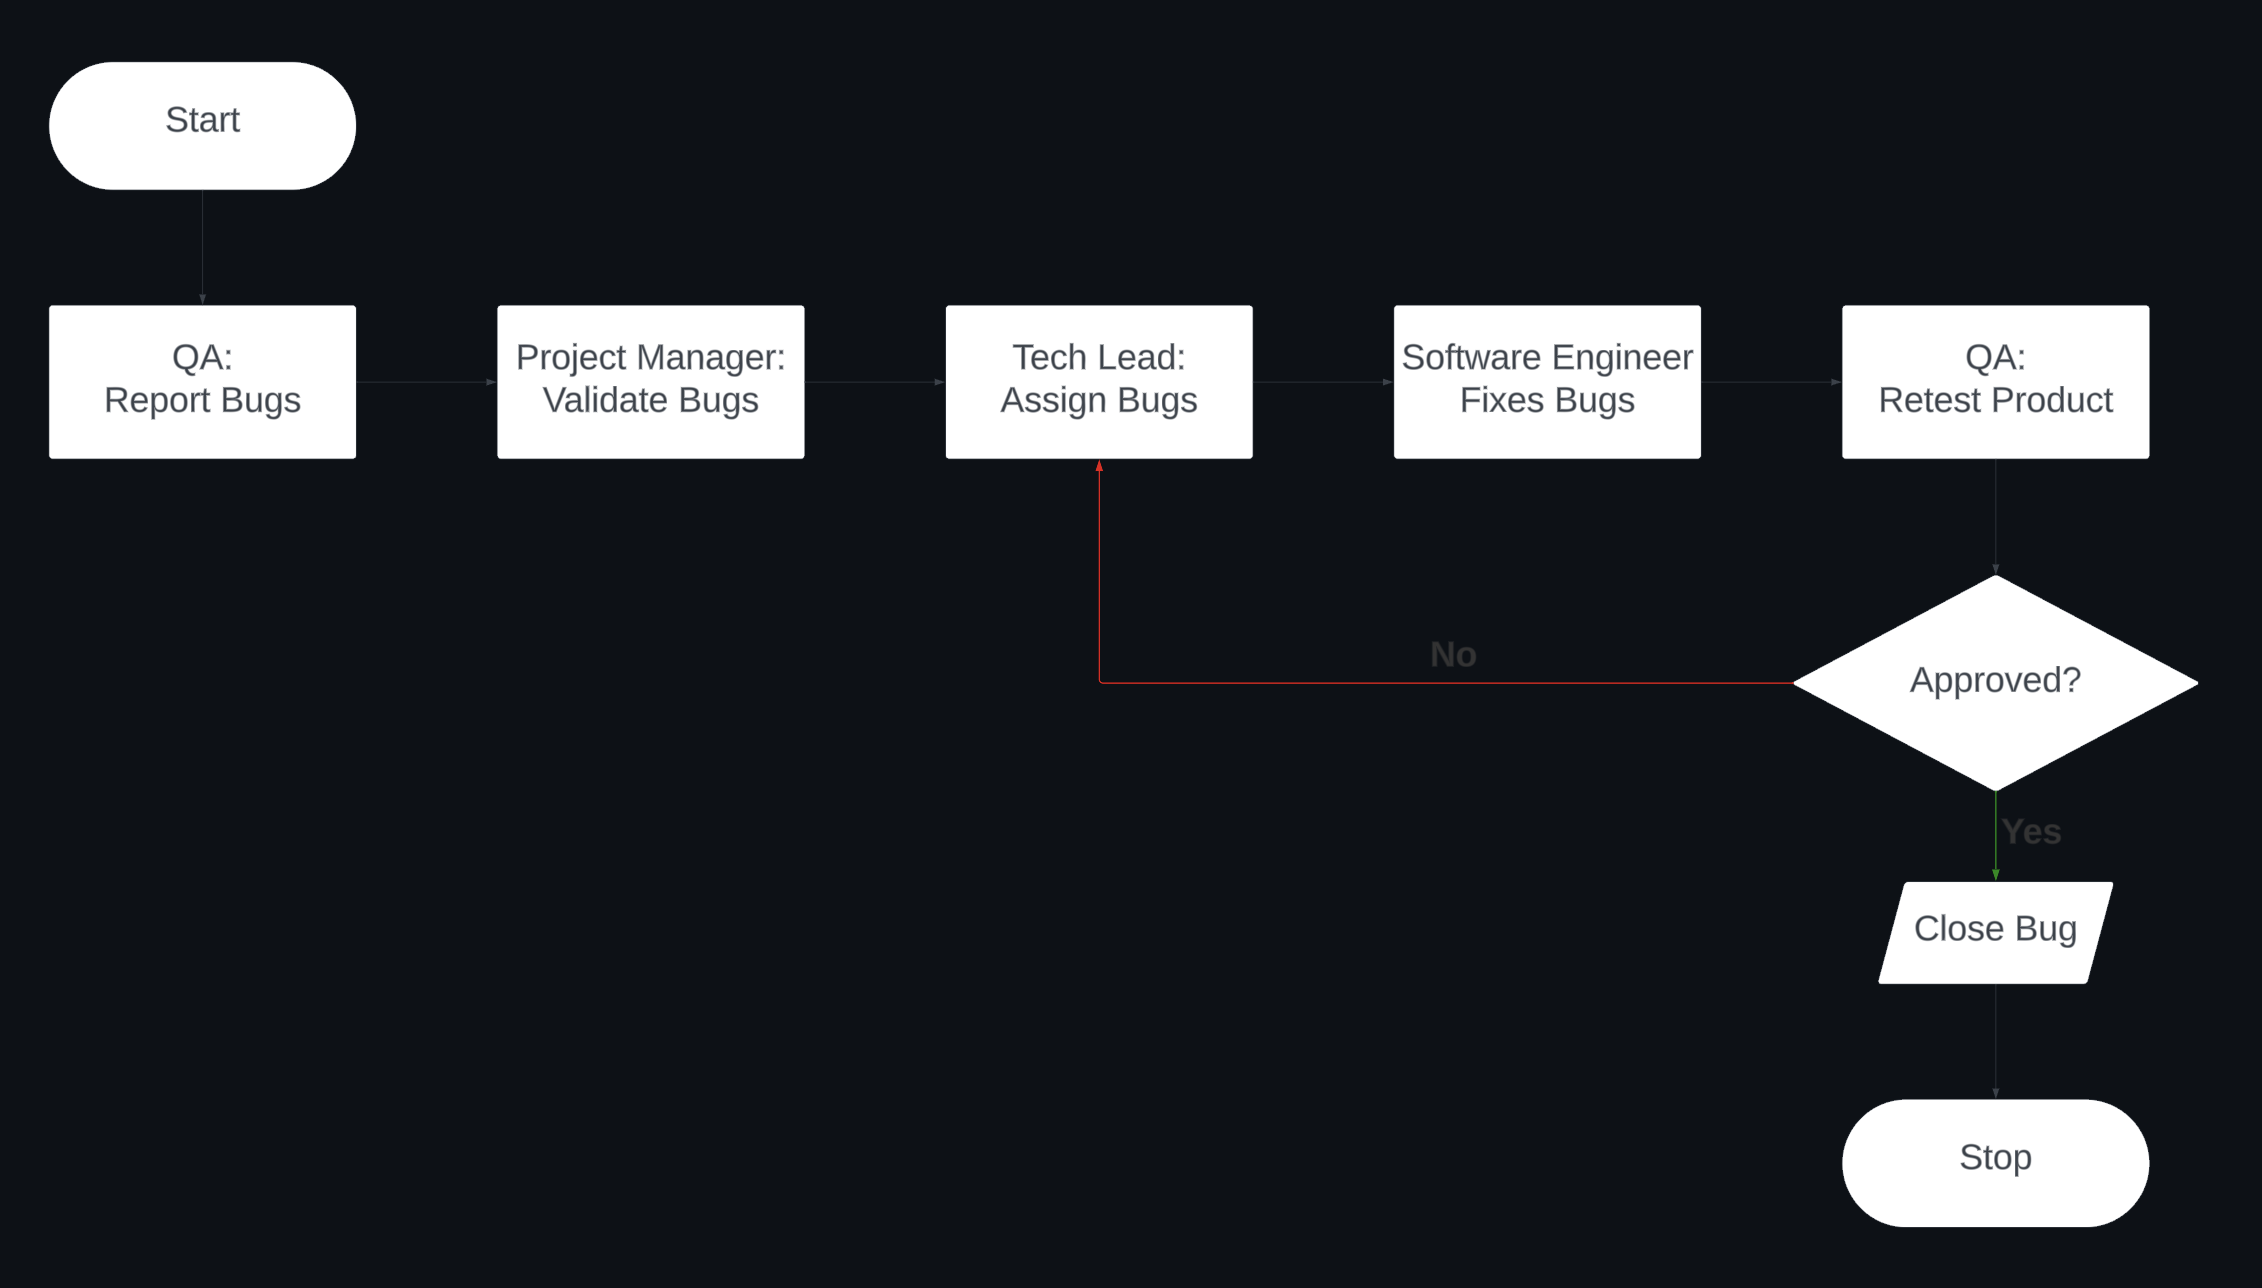 Start
QA:
Report Bugs
Project Manager:
Validate Bugs
Tech Lead:
Assign Bugs
Software Engineer
Fixes Bugs
QA:
Retest Product
No
Approved?
Yes
Close Bug
Stop